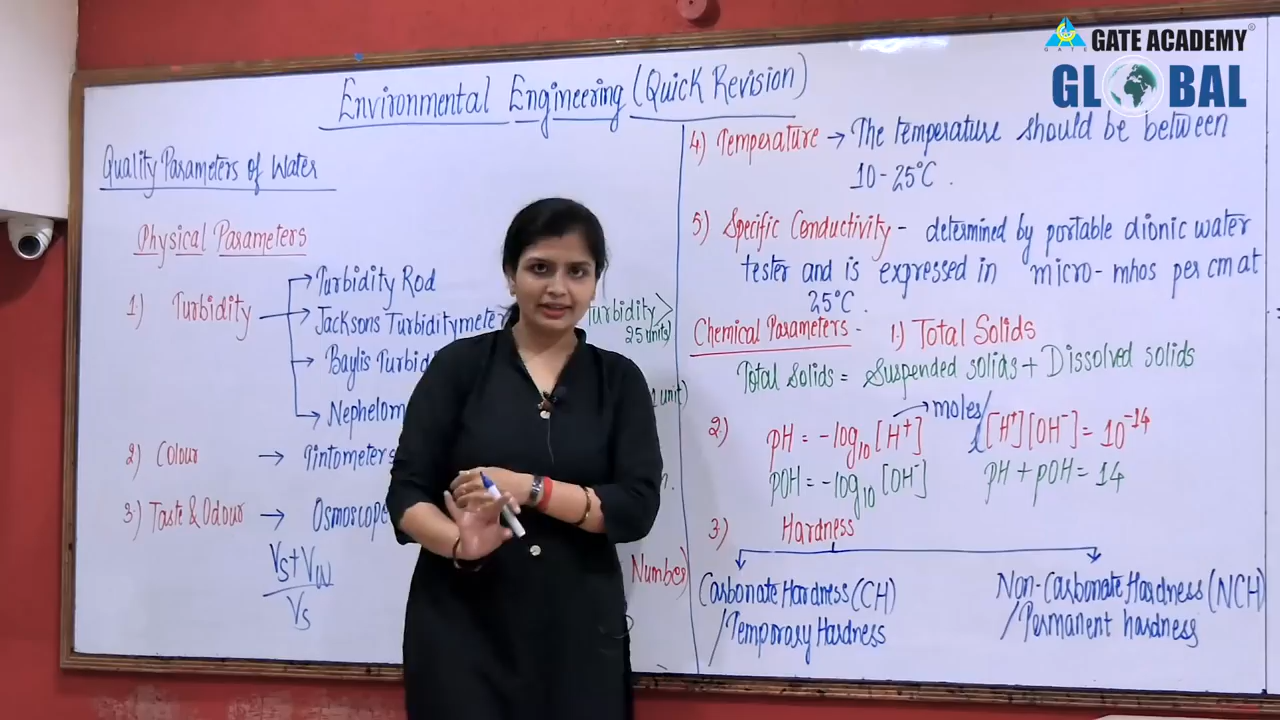 GATE ACADEMY
GLOBAL
Environmental Engineering (Quick Revision)
Quality Parameters of Water
Physical Parameters
1) Turbidity
Turbidity Rod
Jacksons Turbiditymeter
Turbidity >
25 units)
Baylis
Nephelom
unit)
2) Colour → Tintometers
3) Taste & Odour → Osmoscope
Number)
Vs+Vw
Vs
4) Temperature → The temperature should be between
10-25°C.
5) Specific Conductivity - determined by portable dionic water
tester and is expressed in micro-mhos per cm at
25°C.
Chemical Parameters - 1) Total Solids
Total Solids = Suspended solids + Dissolved solids
2) pH = -log10 [H+] → moles/l [H+][OH-] = 10-14
pOH = -log10 [OH-] pH + pOH = 14
3) Hardness
Carbonate Hardness (CH)
/Temporary Hardness
Non-Carbonate Hardness (NCH)
/Permanent hardness